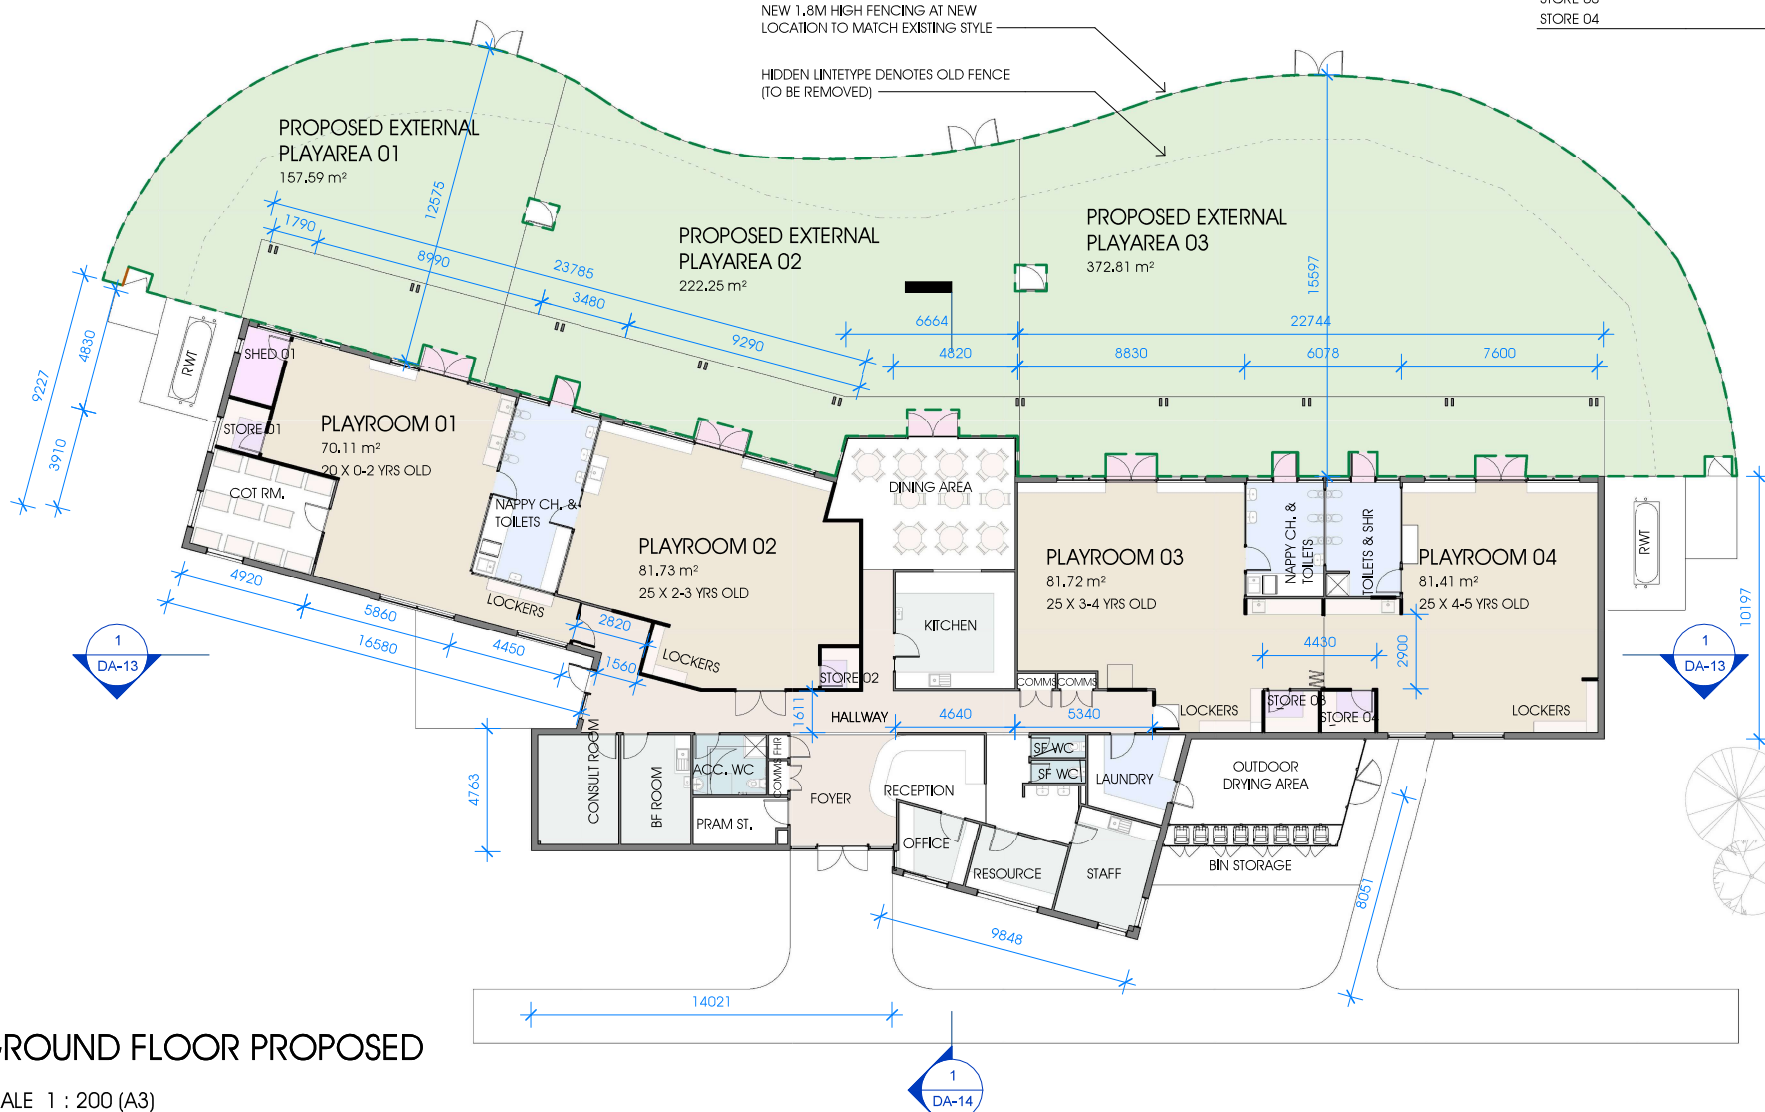 NEW 1.8M HIGH FENCING AT NEW
LOCATION TO MATCH EXISTING STYLE
HIDDEN LINTETYPE DENOTES OLD FENCE
(TO BE REMOVED)
STORE 04
PROPOSED EXTERNAL
PLAYAREA 01
157.59 m²
PROPOSED EXTERNAL
PLAYAREA 02
222.25 m²
PROPOSED EXTERNAL
PLAYAREA 03
372.81 m²
12575
1790
8990
23785
3480
9290
15597
6664
22744
4820
8830
6078
7600
9227
4830
3910
RWT
SHED 01
STORE 01
COT RM.
PLAYROOM 01
70.11 m²
20 X 0-2 YRS OLD
NAPPY CH. &
TOILETS
LOCKERS
PLAYROOM 02
81.73 m²
25 X 2-3 YRS OLD
LOCKERS
STORE 02
DINING AREA
KITCHEN
PLAYROOM 03
81.72 m²
25 X 3-4 YRS OLD
NAPPY CH. &
TOILETS
TOILETS & SHR
PLAYROOM 04
81.41 m²
25 X 4-5 YRS OLD
RWT
10197
4920
5860
16580
4450
2820
1560
4430
2900
1
DA-13
1
DA-13
COMMS
COMMS
LOCKERS
STORE 03
STORE 04
LOCKERS
1611
HALLWAY
4640
5340
4763
CONSULT ROOM
BF ROOM
ACC. WC
FHR
COMMS
PRAM ST.
FOYER
RECEPTION
SF WC
SF WC
LAUNDRY
OUTDOOR
DRYING AREA
OFFICE
RESOURCE
STAFF
BIN STORAGE
8051
9848
14021
1
DA-14
GROUND FLOOR PROPOSED
ALE 1 : 200 (A3)